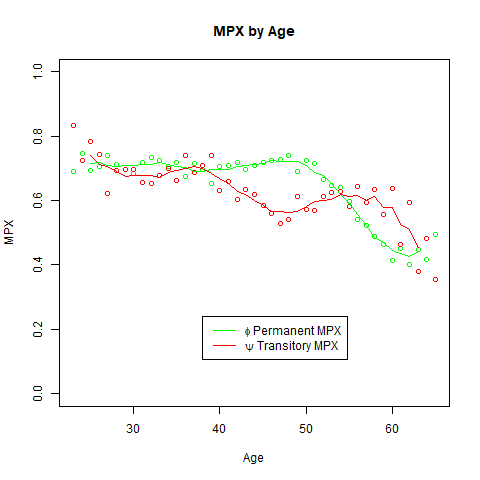 MPX by Age
MPX
1.0
0.8
0.6
0.4
0.2
0.0
ϕ Permanent MPX
ψ Transitory MPX
30 40 50 60
Age